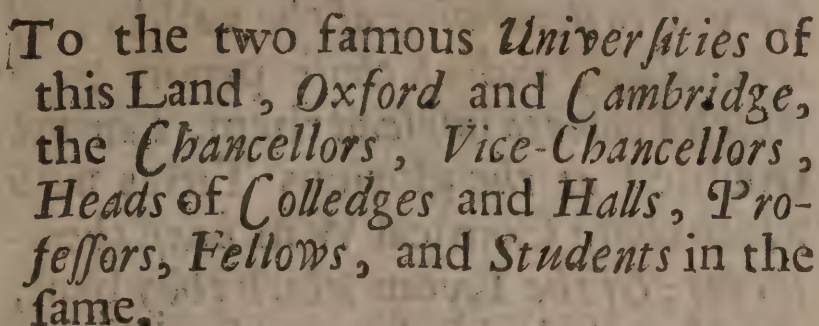 To the two famous Univerſities of
this Land, Oxford and Cambridge,
the Chancellors, Vice-Chancellors,
Heads of Colledges and Halls, Pro-
feſſors, Fellows, and Students in the
ſame,